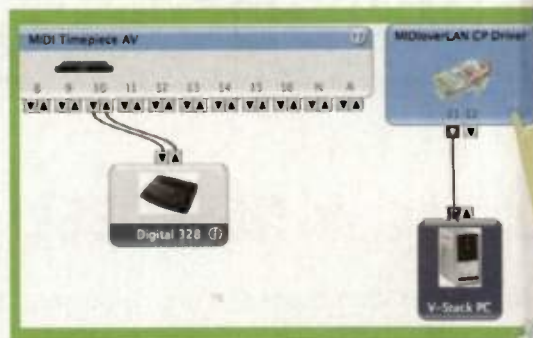 MIDI Timepiece AV
MIDIoverLAN CP Driver
8 9 10 11 12 13 14 15 16 N A
Digital 328
V-Stack PC